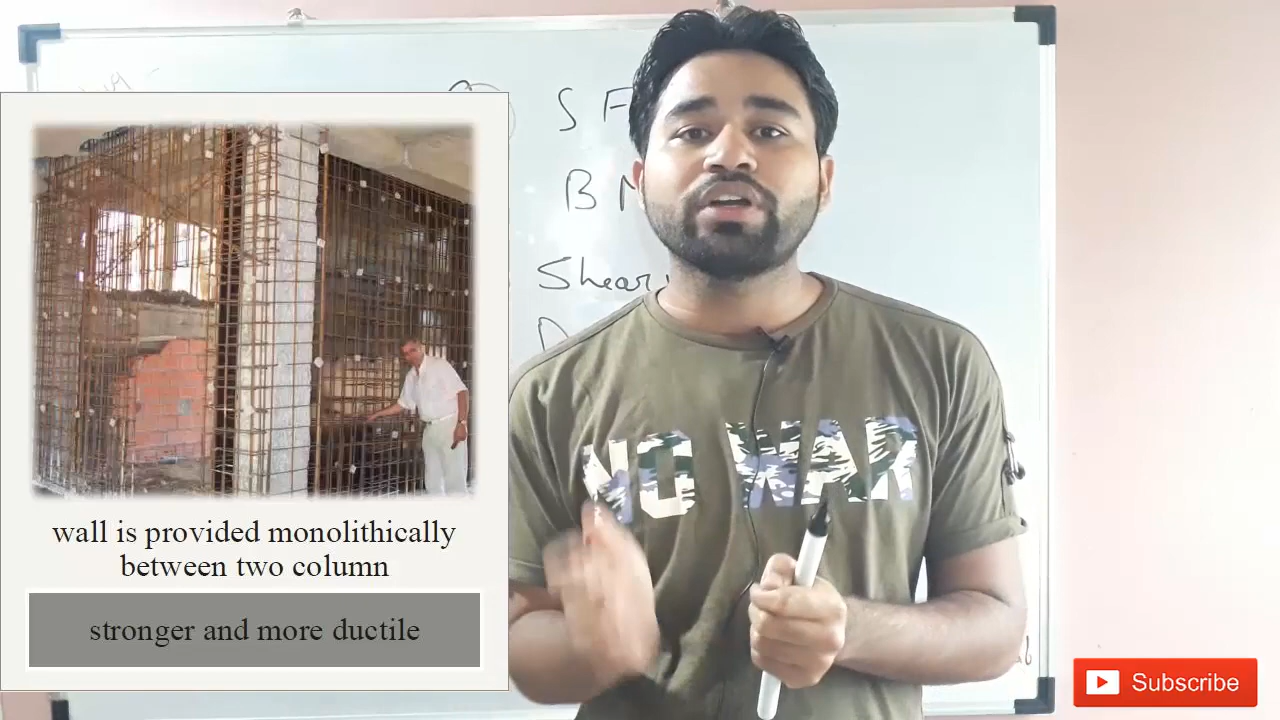 S F
B M
Shear
wall is provided monolithically
between two column
stronger and more ductile
NO WAR
Subscribe